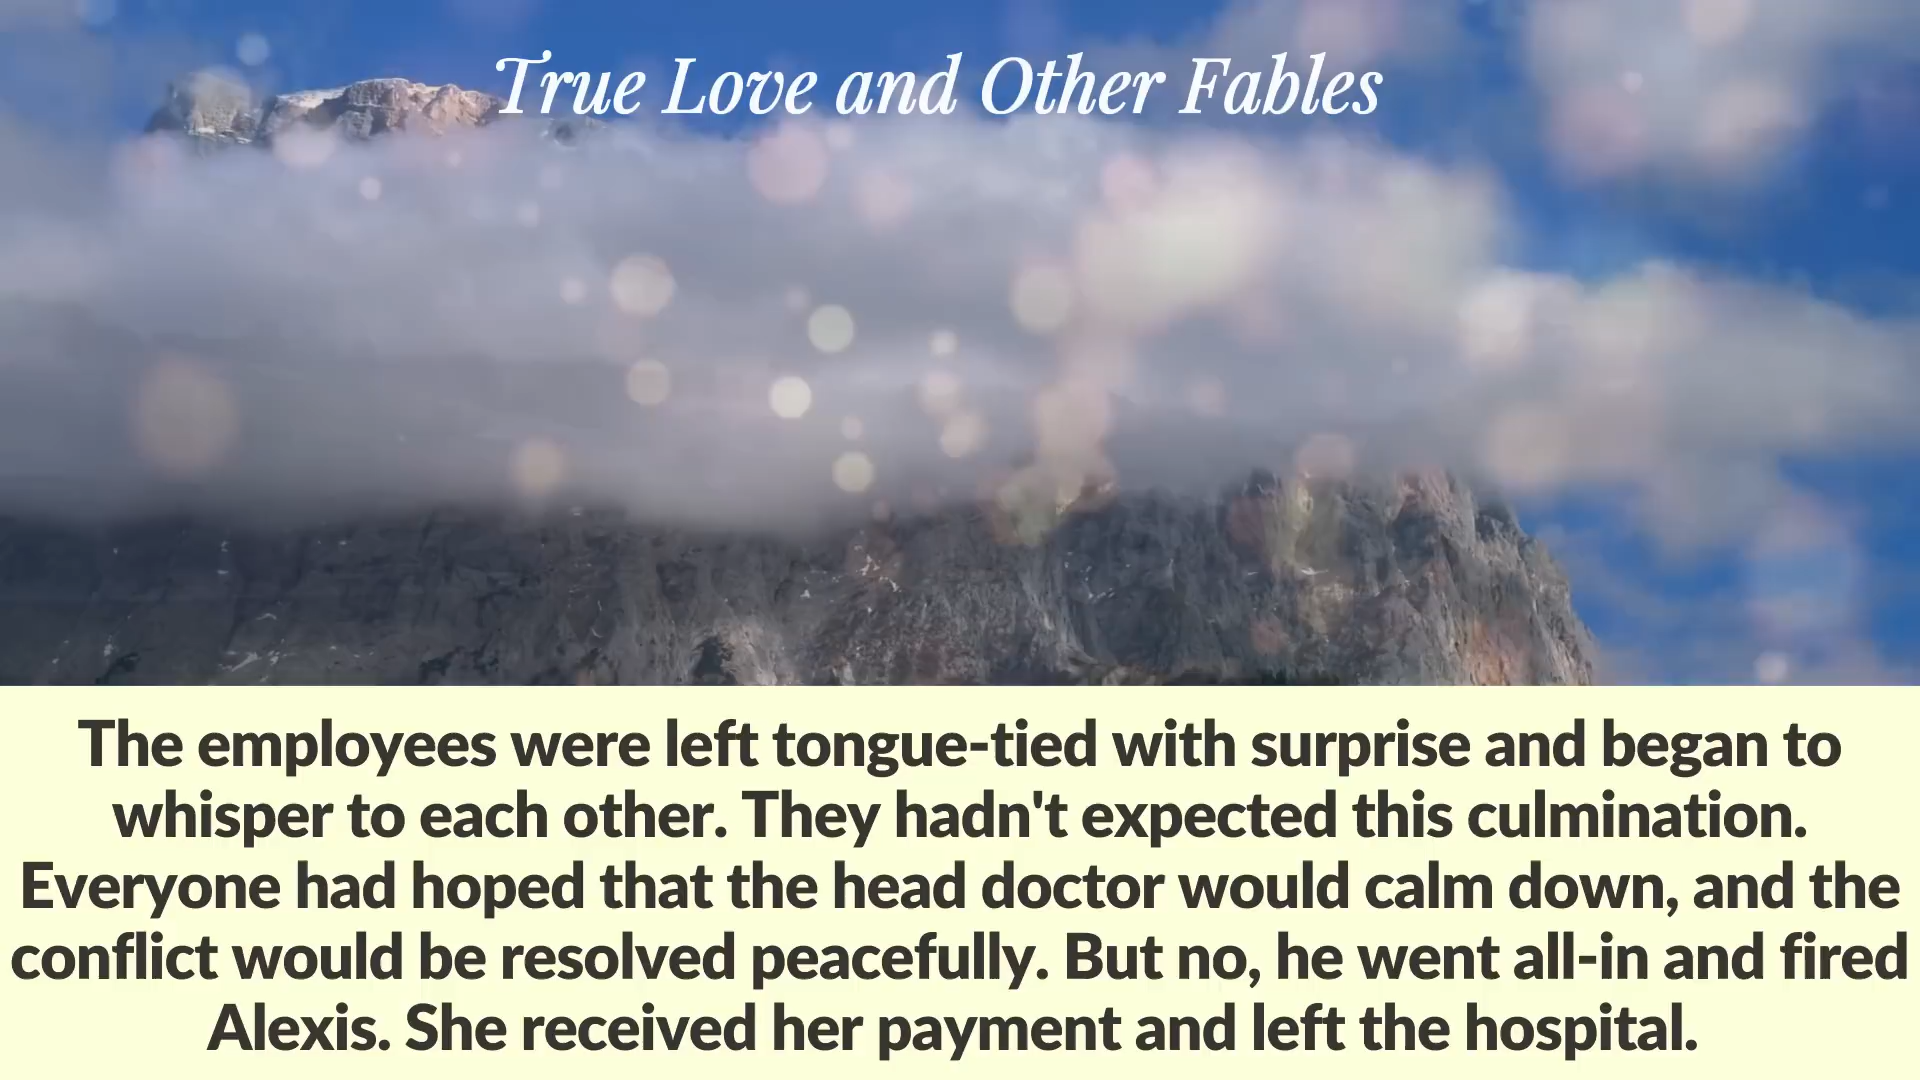 True Love and Other Fables
The employees were left tongue-tied with surprise and began to
whisper to each other. They hadn't expected this culmination.
Everyone had hoped that the head doctor would calm down, and the
conflict would be resolved peacefully. But no, he went all-in and fired
Alexis. She received her payment and left the hospital.